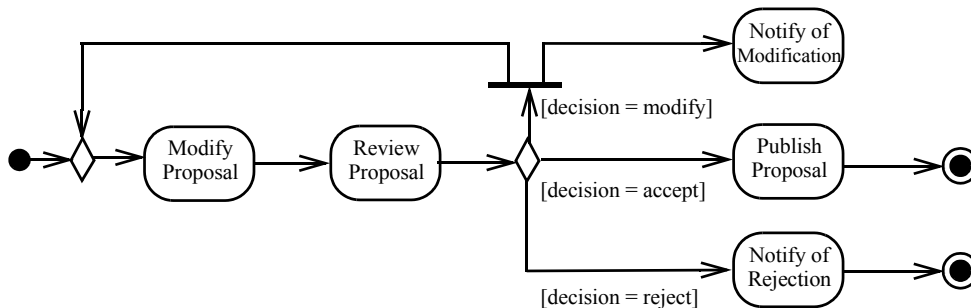 Notify of
Modification
[decision = modify]
Modify
Proposal
Review
Proposal
Publish
Proposal
[decision = accept]
Notify of
Rejection
[decision = reject]